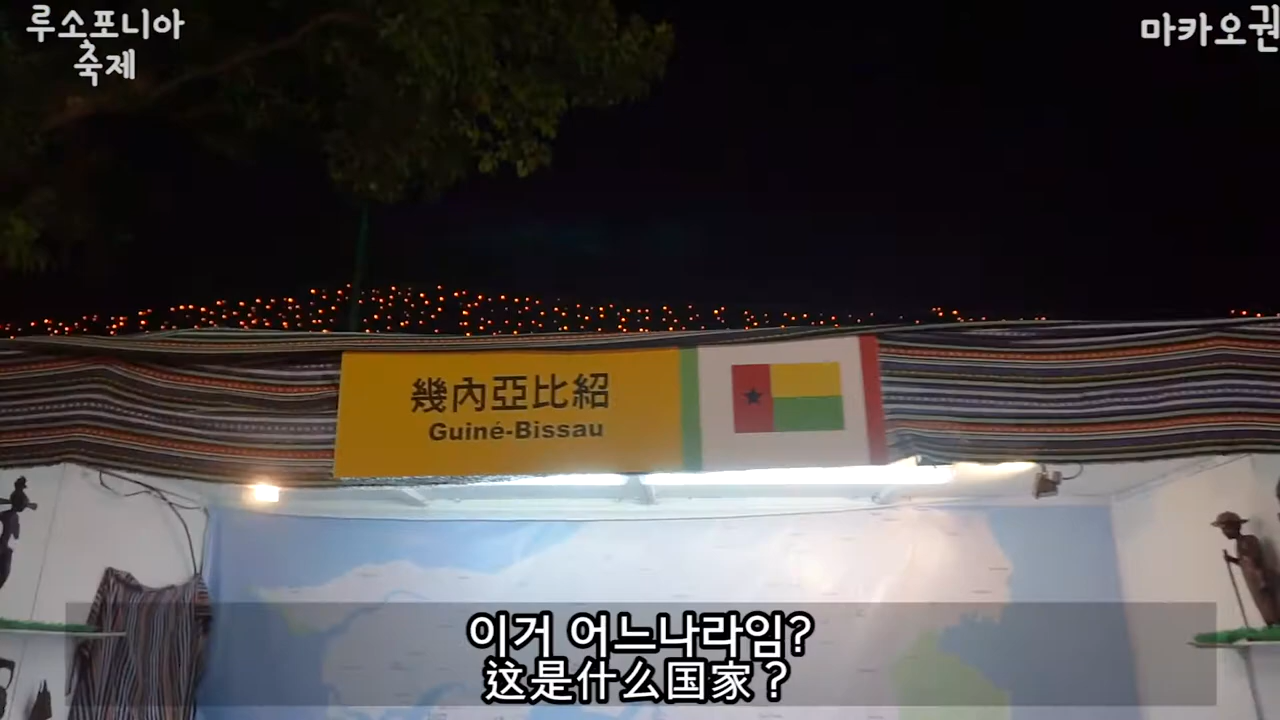 루소포니아
축제
마카오권
幾內亞比紹
Guiné-Bissau
이거 어느나라임?
这是什么国家？